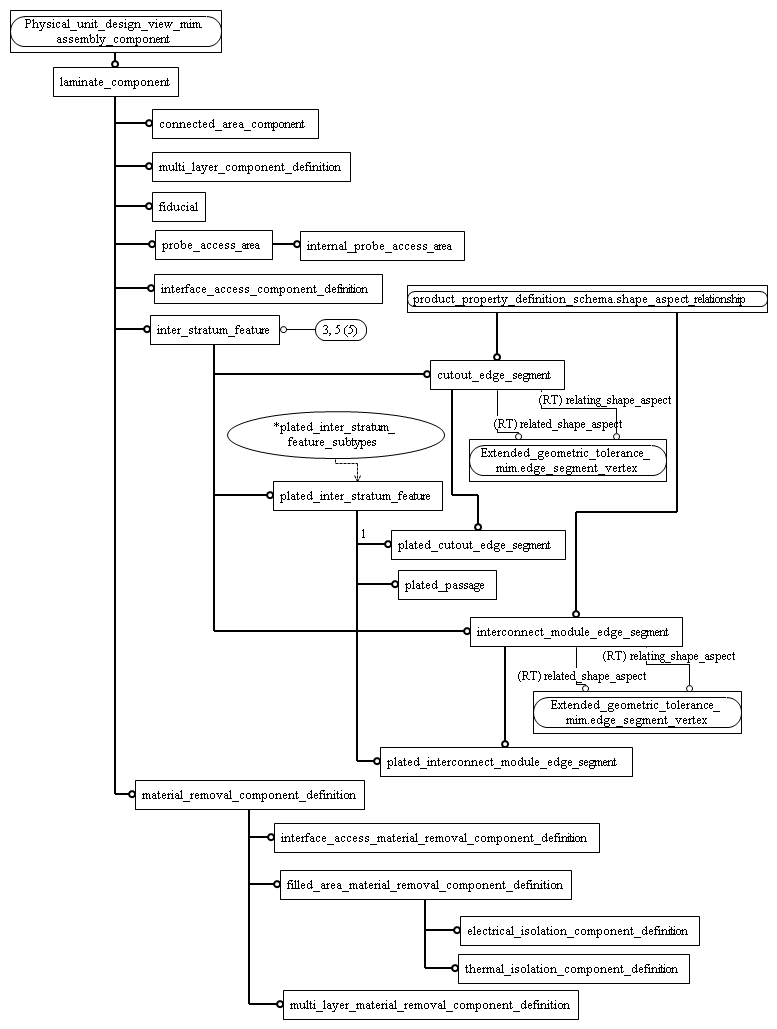 Physical_unit_design_view_mim
assembly_component
laminate_component
connected_area_component
multi_layer_component_definition
fiducial
probe_access_area
internal_probe_access_area
interface_access_component_definition
product_property_definition_schema.shape_aspect_relationship
inter_stratum_feature
3, 5 (5)
cutout_edge_segment
(RT) relating_shape_aspect
(RT) related_shape_aspect
*plated_inter_stratum_
feature_subtypes
Extended_geometric_tolerance_
mim.edge_segment_vertex
plated_inter_stratum_feature
1
plated_cutout_edge_segment
plated_passage
interconnect_module_edge_segment
(RT) relating_shape_aspect
(RT) related_shape_aspect
Extended_geometric_tolerance_
mim.edge_segment_vertex
plated_interconnect_module_edge_segment
material_removal_component_definition
interface_access_material_removal_component_definition
filled_area_material_removal_component_definition
electrical_isolation_component_definition
thermal_isolation_component_definition
multi_layer_material_removal_component_definition